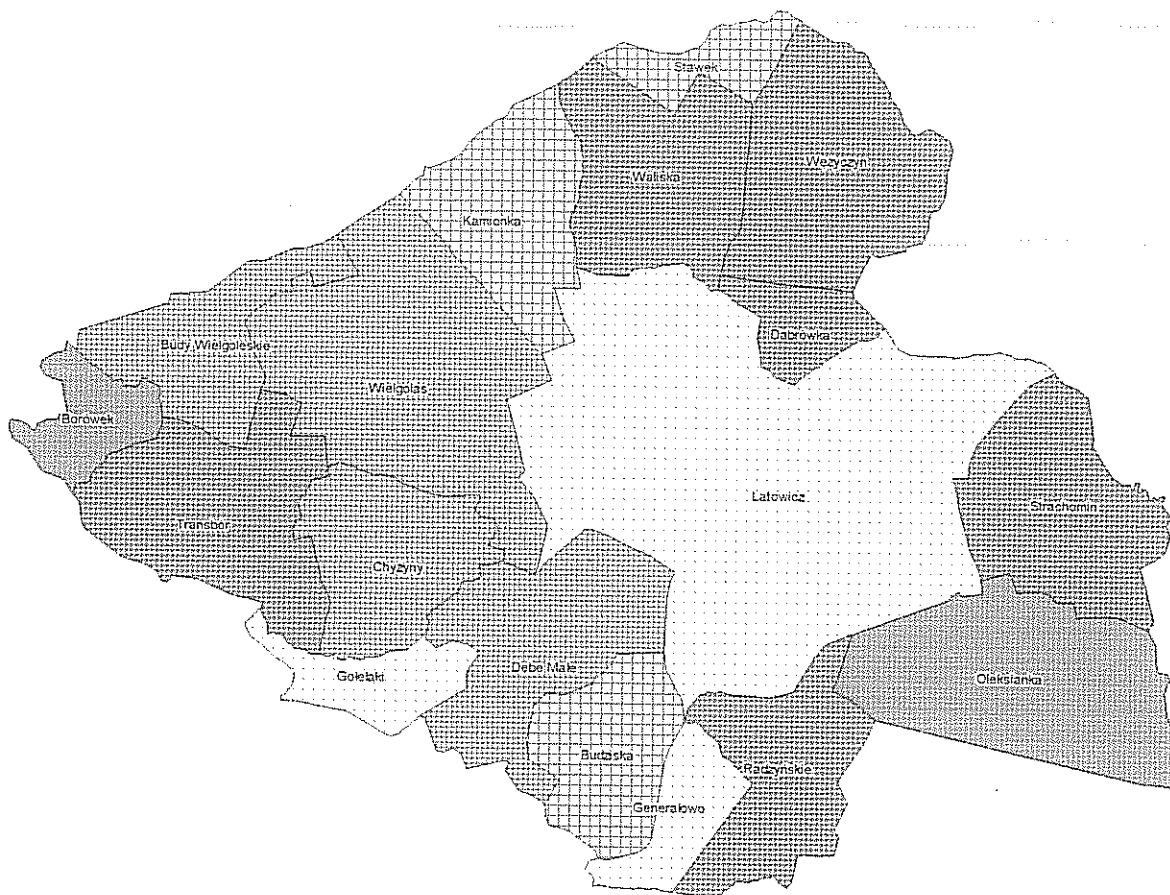 Stawek
Wężyczyn
Waliska
Kamionka
Dąbrówka
Budy Wielgoleskie
Wielgolas
Borówek
Latowicz
Strachomin
Transbór
Chyżyny
Dębe Małe
Gołełąki
Oleksianka
Budziska
Radzyńskie
Generałowo